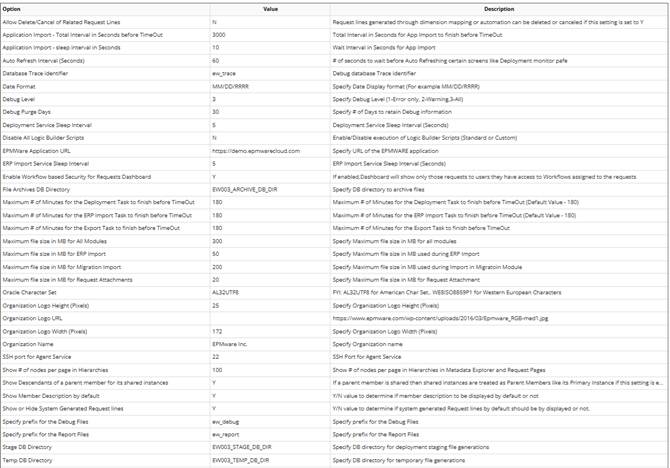 Option Value Description
Allow Delete/Cancel of Related Request Lines N Request lines generated through dimension mapping or automation can be deleted or canceled if this setting is set to Y
Application Import - Total Interval in Seconds before TimeOut 3000 Total Interval in Seconds for App Import to finish before TimeOut
Application Import - sleep Interval in Seconds 10 Wait Interval in Seconds for App Import
Auto Refresh Interval (Seconds) 60 # of seconds to wait before Auto Refreshing certain screens like Deployment monitor pafe
Database Trace Identifier ew_trace Debug database Trace Identifier
Date Format MM/DD/RRRR Specify Date Display format (For example MM/DD/RRRR)
Debug Level 3 Specify Debug Level (1-Error only, 2-Warning,3-All)
Debug Purge Days 30 Specify # of Days to retain Debug information
Deployment Service Sleep Interval 5 Deployment Service Sleep Interval (Seconds)
Disable All Logic Builder Scripts N Enable/Disable execution of Logic Builder Scripts (Standard or Custom)
EPMWare Application URL https://demo.epmwarecloud.com Specify URL of the EPMWARE application
ERP Import Service Sleep Interval 5 ERP Import Service Sleep Interval (Seconds)
Enable Workflow based Security for Requests Dashboard Y If enabled,Dashboard will show only those requests to users they have access to Workflows assigned to the requests
File Archives DB Directory EW003_ARCHIVE_DB_DIR Specify DB directory to archive files
Maximum # of Minutes for the Deployment Task to finish before TimeOut 180 Maximum # of Minutes for the Deployment Task to finish before TimeOut (Default Value - 180)
Maximum # of Minutes for the ERP Import Task to finish before TimeOut 180 Maximum # of Minutes for the ERP Import Task to finish before TimeOut (Default Value - 180)
Maximum # of Minutes for the Export Task to finish before TimeOut 180 Maximum # of Minutes for the Export Task to finish before TimeOut
Maximum file size in MB for All Modules 300 Specify Maximum file size in MB for all modules
Maximum file size in MB for ERP Import 50 Specify Maximum file size in MB used during ERP Import
Maximum file size in MB for Migration Import 200 Specify Maximum file size in MB used during Import in Migratoin Module
Maximum file size in MB for Request Attachments 20 Specify Maximum file size in MB for Request Attachment
Oracle Character Set AL32UTF8 FYI. AL32UTF8 for American Char Set., WE8ISO8859P1 for Western European Characters
Organization Logo Height (Pixels) 25 Specify Organization Logo Height (Pixels)
Organization Logo URL https://www.epmware.com/wp-content/uploads/2016/03/Epmware_RGB-med1.jpg
Organization Logo Width (Pixels) 172 Specify Organization Logo Width (Pixels)
Organization Name EPMware Inc. Specify Organization name
SSH port for Agent Service 22 SSH Port for Agent Service
Show # of nodes per page in Hierarchies 100 Show # of nodes per page in Hierarchies in Metadata Explorer and Request Pages
Show Descendants of a parent member for its shared instances Y If a parent member is shared then shared instances are treated as Parent Members like its Primary Instance if this setting is e...
Show Member Description by default Y Y/N value to determine if member description to be displayed by default or not
Show or Hide System Generated Request lines Y Y/N value to determine if system generated Request lines by default should be by displayed or not.
Specify prefix for the Debug Files ew_debug Specify prefix for the Debug Files
Specify prefix for the Report Files ew_report Specify prefix for the Report Files
Stage DB Directory EW003_STAGE_DB_DIR Specify DB directory for deployment staging file generations
Temp DB Directory EW003_TEMP_DB_DIR Specify DB directory for temporary file generations